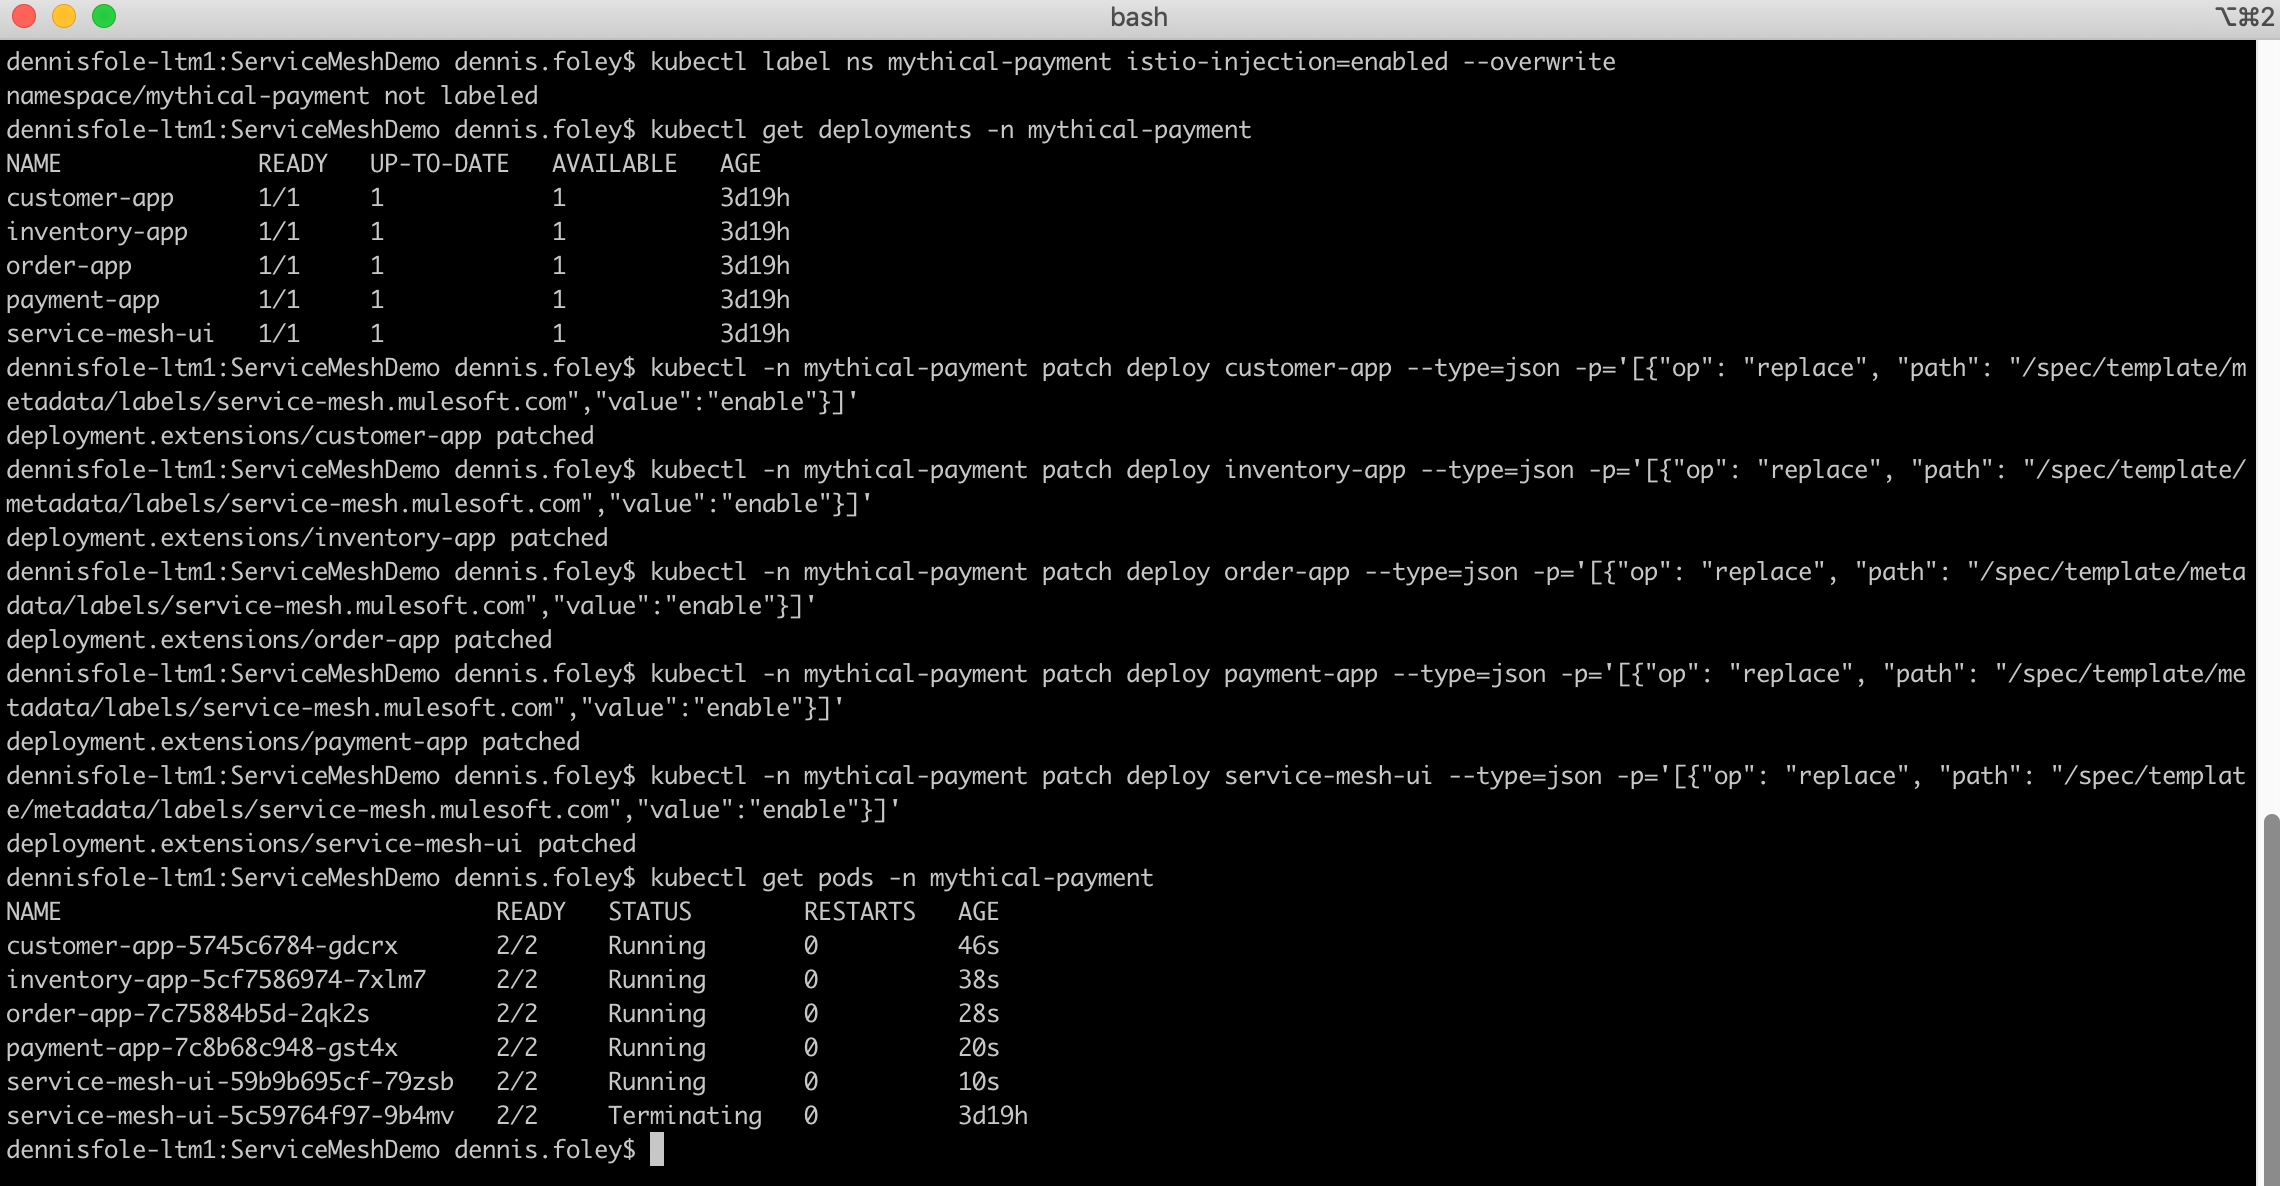 bash
⌥⌘2
dennisfole-ltm1:ServiceMeshDemo dennis.foley$ kubectl label ns mythical-payment istio-injection=enabled --overwrite
namespace/mythical-payment not labeled
dennisfole-ltm1:ServiceMeshDemo dennis.foley$ kubectl get deployments -n mythical-payment
NAME              READY   UP-TO-DATE   AVAILABLE   AGE
customer-app      1/1     1            1           3d19h
inventory-app     1/1     1            1           3d19h
order-app         1/1     1            1           3d19h
payment-app       1/1     1            1           3d19h
service-mesh-ui   1/1     1            1           3d19h
dennisfole-ltm1:ServiceMeshDemo dennis.foley$ kubectl -n mythical-payment patch deploy customer-app --type=json -p='[{"op": "replace", "path": "/spec/template/m
etadata/labels/service-mesh.mulesoft.com","value":"enable"}]'
deployment.extensions/customer-app patched
dennisfole-ltm1:ServiceMeshDemo dennis.foley$ kubectl -n mythical-payment patch deploy inventory-app --type=json -p='[{"op": "replace", "path": "/spec/template/
metadata/labels/service-mesh.mulesoft.com","value":"enable"}]'
deployment.extensions/inventory-app patched
dennisfole-ltm1:ServiceMeshDemo dennis.foley$ kubectl -n mythical-payment patch deploy order-app --type=json -p='[{"op": "replace", "path": "/spec/template/meta
data/labels/service-mesh.mulesoft.com","value":"enable"}]'
deployment.extensions/order-app patched
dennisfole-ltm1:ServiceMeshDemo dennis.foley$ kubectl -n mythical-payment patch deploy payment-app --type=json -p='[{"op": "replace", "path": "/spec/template/me
tadata/labels/service-mesh.mulesoft.com","value":"enable"}]'
deployment.extensions/payment-app patched
dennisfole-ltm1:ServiceMeshDemo dennis.foley$ kubectl -n mythical-payment patch deploy service-mesh-ui --type=json -p='[{"op": "replace", "path": "/spec/templat
e/metadata/labels/service-mesh.mulesoft.com","value":"enable"}]'
deployment.extensions/service-mesh-ui patched
dennisfole-ltm1:ServiceMeshDemo dennis.foley$ kubectl get pods -n mythical-payment
NAME                               READY   STATUS        RESTARTS   AGE
customer-app-5745c6784-gdcrx       2/2     Running       0          46s
inventory-app-5cf7586974-7xlm7     2/2     Running       0          38s
order-app-7c75884b5d-2qk2s         2/2     Running       0          28s
payment-app-7c8b68c948-gst4x       2/2     Running       0          20s
service-mesh-ui-59b9b695cf-79zsb   2/2     Running       0          10s
service-mesh-ui-5c59764f97-9b4mv   2/2     Terminating   0          3d19h
dennisfole-ltm1:ServiceMeshDemo dennis.foley$